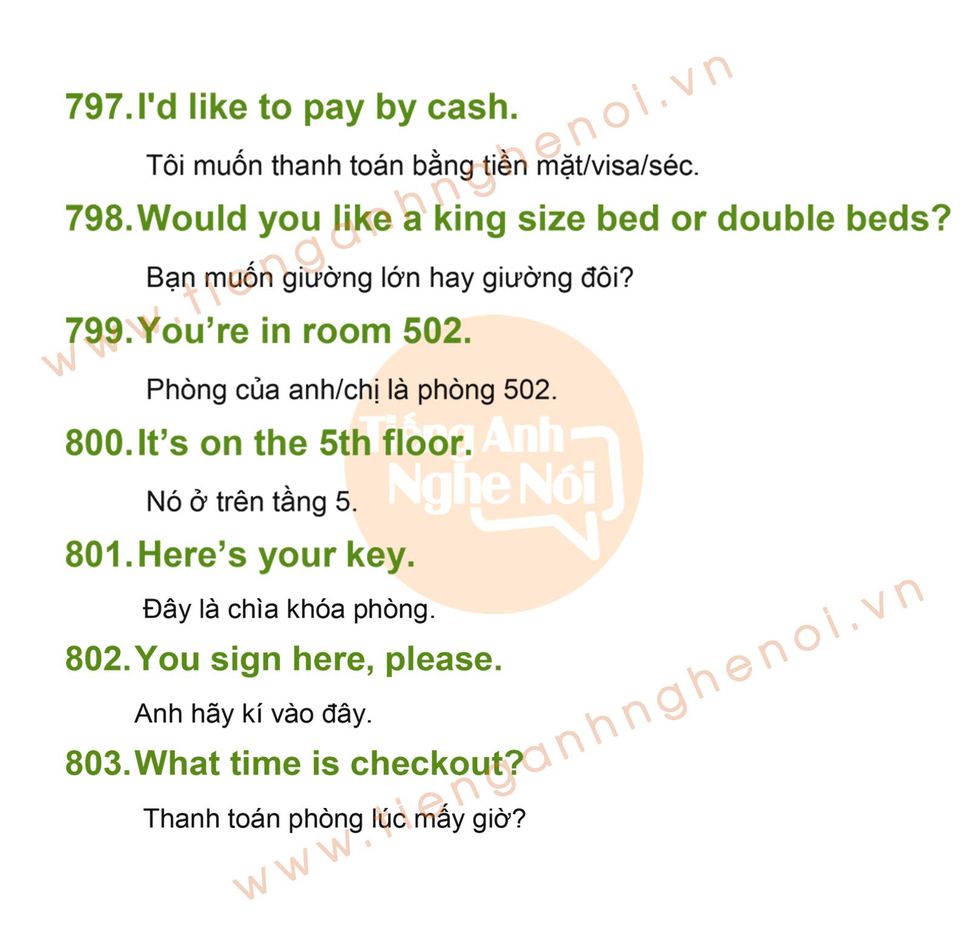 797. I'd like to pay by cash.
Tôi muốn thanh toán bằng tiền mặt/visa/séc.
798. Would you like a king size bed or double beds?
Bạn muốn giường lớn hay giường đôi?
799. You're in room 502.
Phòng của anh/chị là phòng 502.
800. It's on the 5th floor.
Nó ở trên tầng 5.
801. Here's your key.
Đây là chìa khóa phòng.
802. You sign here, please.
Anh hãy kí vào đây.
803. What time is checkout?
Thanh toán phòng lúc mấy giờ?
www.tienganhnghenoi.vn
Tiếng Anh
Nghe Nói
www.tienganhnghenoi.vn